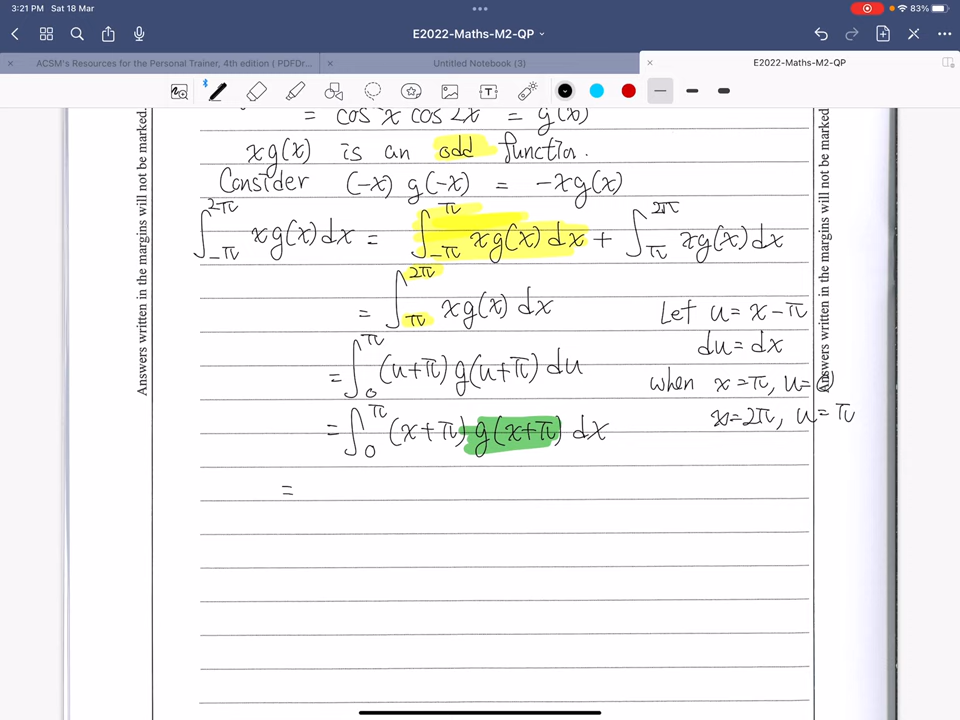 3:21 PM Sat 18 Mar
83%
E2022-Maths-M2-QP
ACSM's Resources for the Personal Trainer, 4th edition ( PDFDr...
Untitled Notebook (3)
E2022-Maths-M2-QP
Answers written in the margins will not be marked.
Answers written in the margins will not be marked.
cos 2x = g(x)
xg(x) is an odd function.
Consider (-x) g(-x) = -xg(x)
∫_{-π}^{2π} xg(x)dx = ∫_{-π}^{π} xg(x)dx + ∫_{π}^{2π} xg(x)dx
= ∫_{π}^{2π} xg(x) dx
Let u = x - π
du = dx
= ∫_{0}^{π} (u+π) g(u+π) du
when x = π, u = 0
x = 2π, u = π
= ∫_{0}^{π} (x+π) g(x+π) dx
=